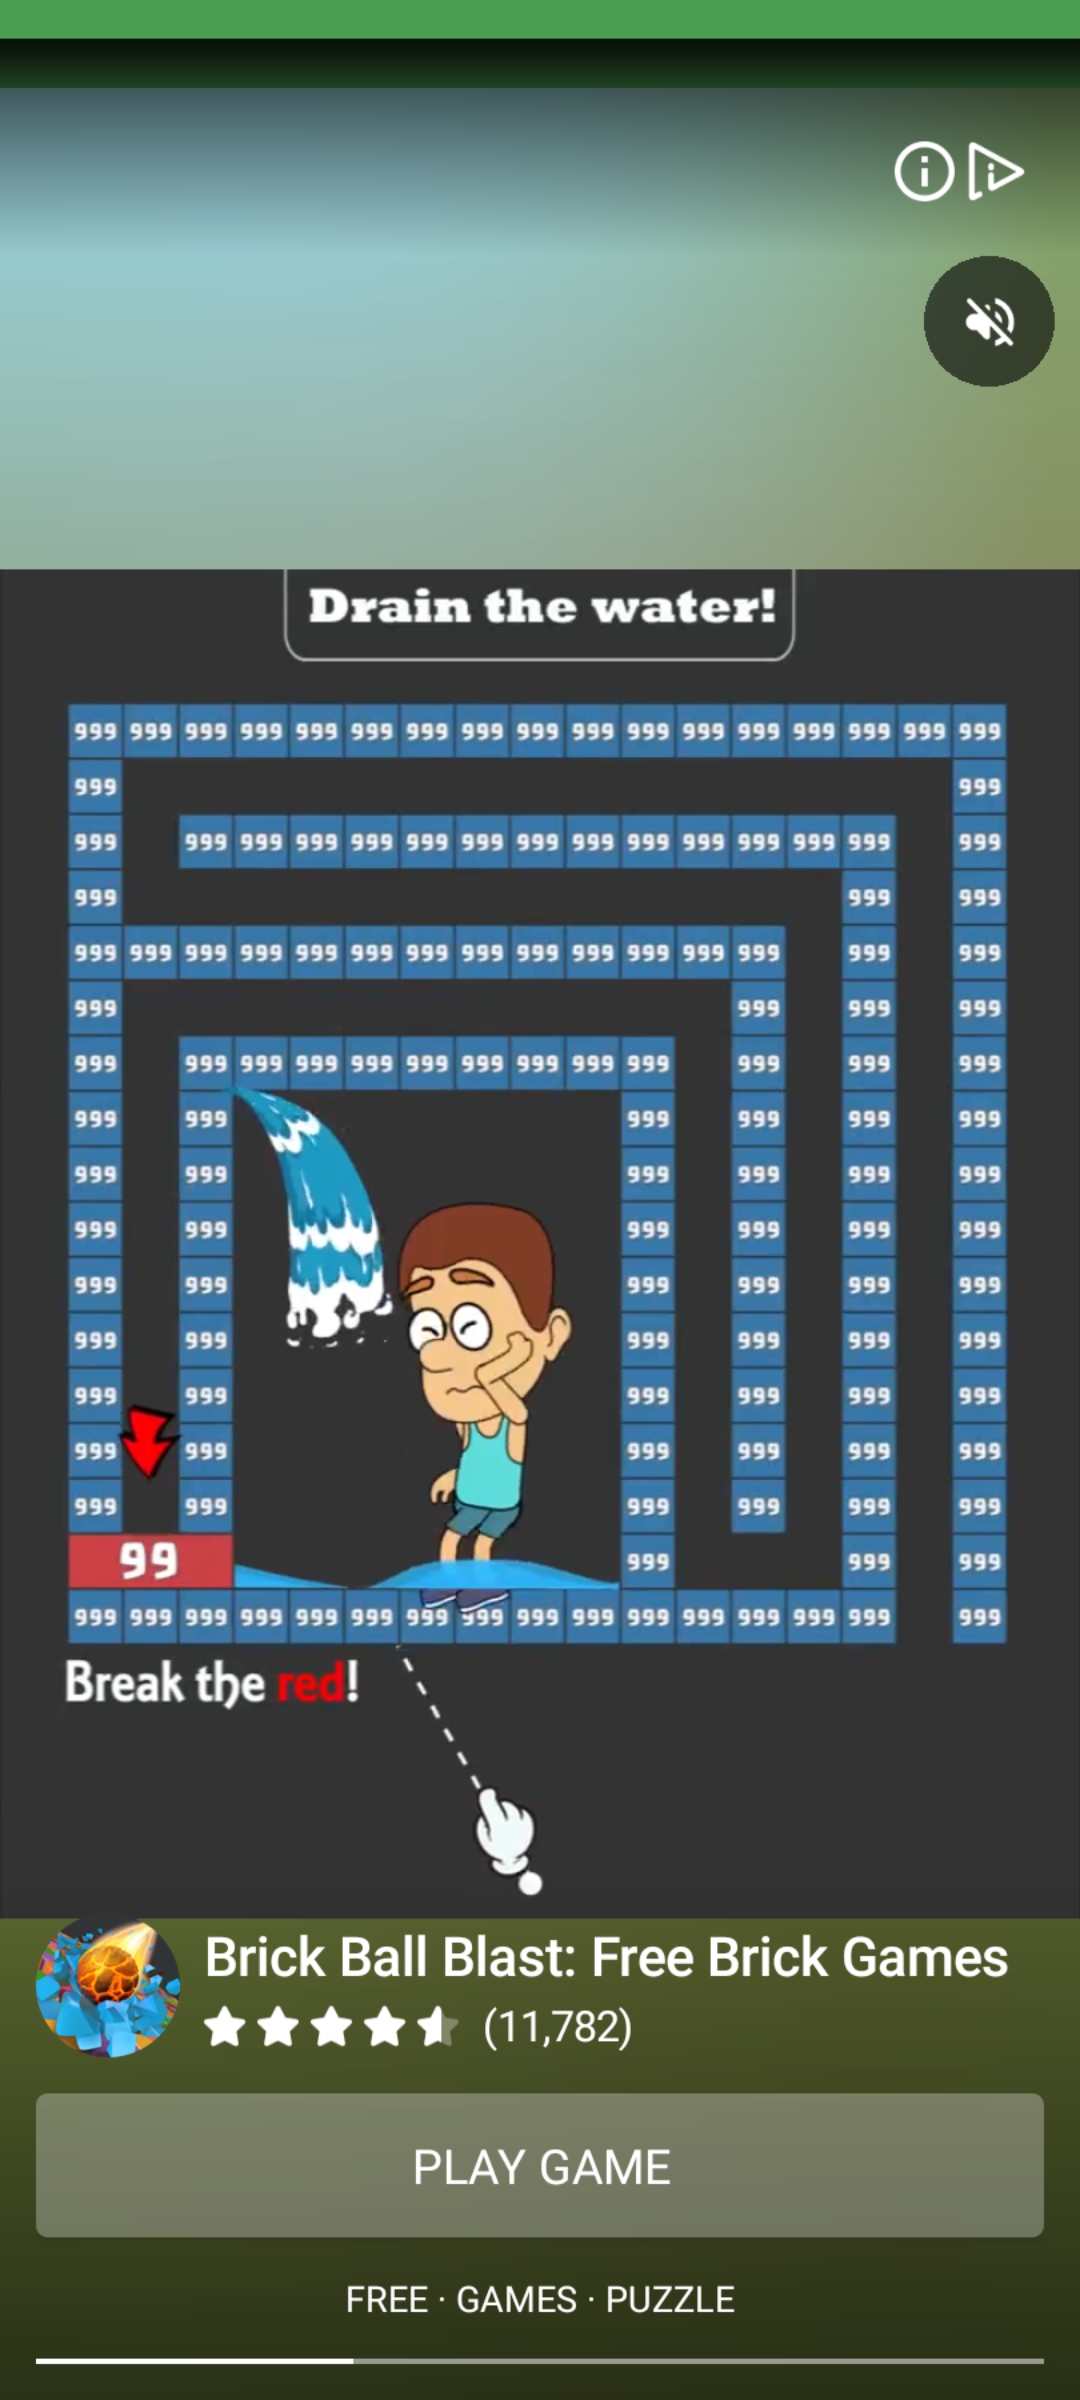 Drain the water!
999 999 999 999 999 999 999 999 999 999 999 999 999 999 999 999 999
999 999
999 999 999 999 999 999 999 999 999 999 999 999 999 999 999
999 999 999
999 999 999 999 999 999 999 999 999 999 999 999 999 999 999
999 999 999 999
999 999 999 999 999 999 999 999 999 999 999 999 999
999 999 999 999 999 999
999 999 999 999 999 999
999 999 999 999 999 999
999 999 999 999 999 999
999 999 999 999 999 999
999 999 999 999 999 999
999 999 999 999 999 999
999 999 999 999 999 999
99 999 999 999
999 999 999 999 999 999 999 999 999 999 999 999 999 999 999 999
Break the red!
Brick Ball Blast: Free Brick Games
(11,782)
PLAY GAME
FREE · GAMES · PUZZLE